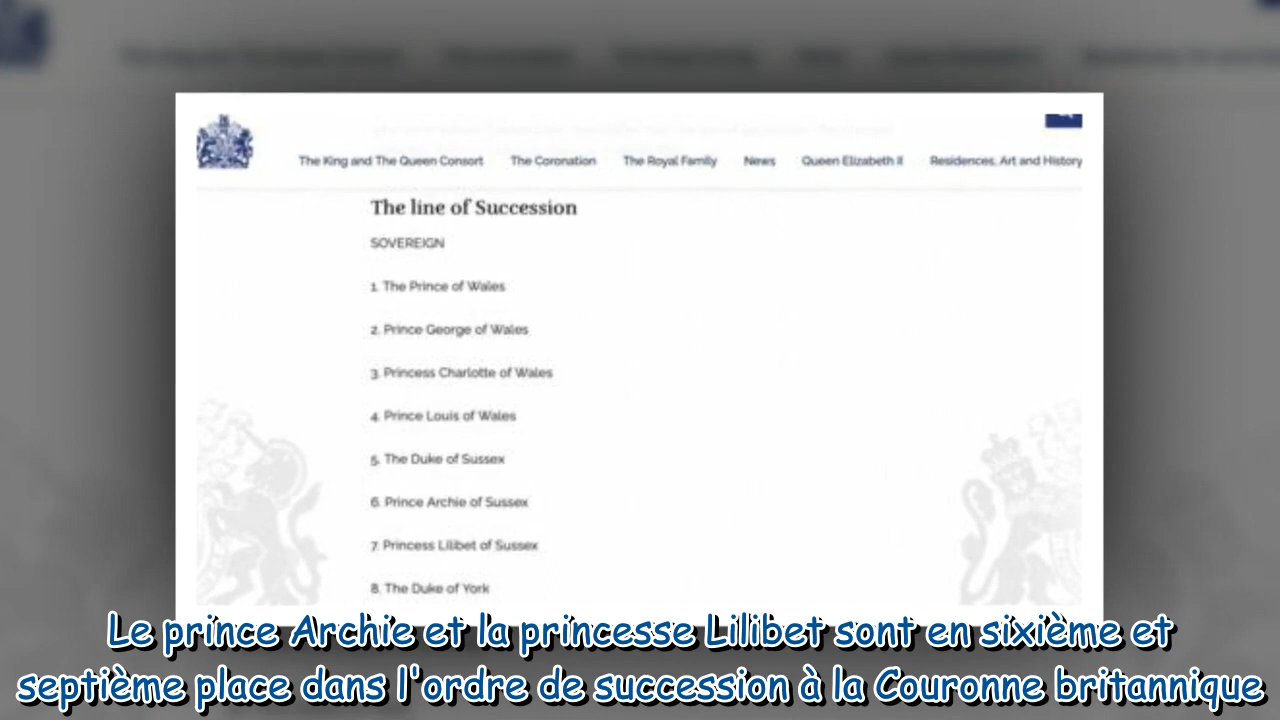 The King and The Queen Consort The Coronation The Royal Family News Queen Elizabeth II Residences, Art and History
The line of Succession
SOVEREIGN
1. The Prince of Wales
2. Prince George of Wales
3. Princess Charlotte of Wales
4. Prince Louis of Wales
5. The Duke of Sussex
6. Prince Archie of Sussex
7. Princess Lilibet of Sussex
8. The Duke of York
Le prince Archie et la princesse Lilibet sont en sixième et
septième place dans l'ordre de succession à la Couronne britannique